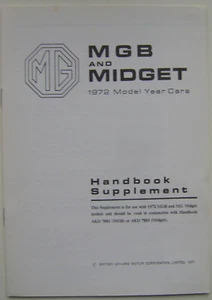 MG
MGB
AND
MIDGET
1972 Model Year Cars
Handbook
Supplement
This Supplement is for use with 1972 MGB and MG Midget
models and should be used in conjunction with Handbook
AKD 7881 (MGB) or AKD 7883 (Midget).
© BRITISH LEYLAND MOTOR CORPORATION LIMITED, 1971